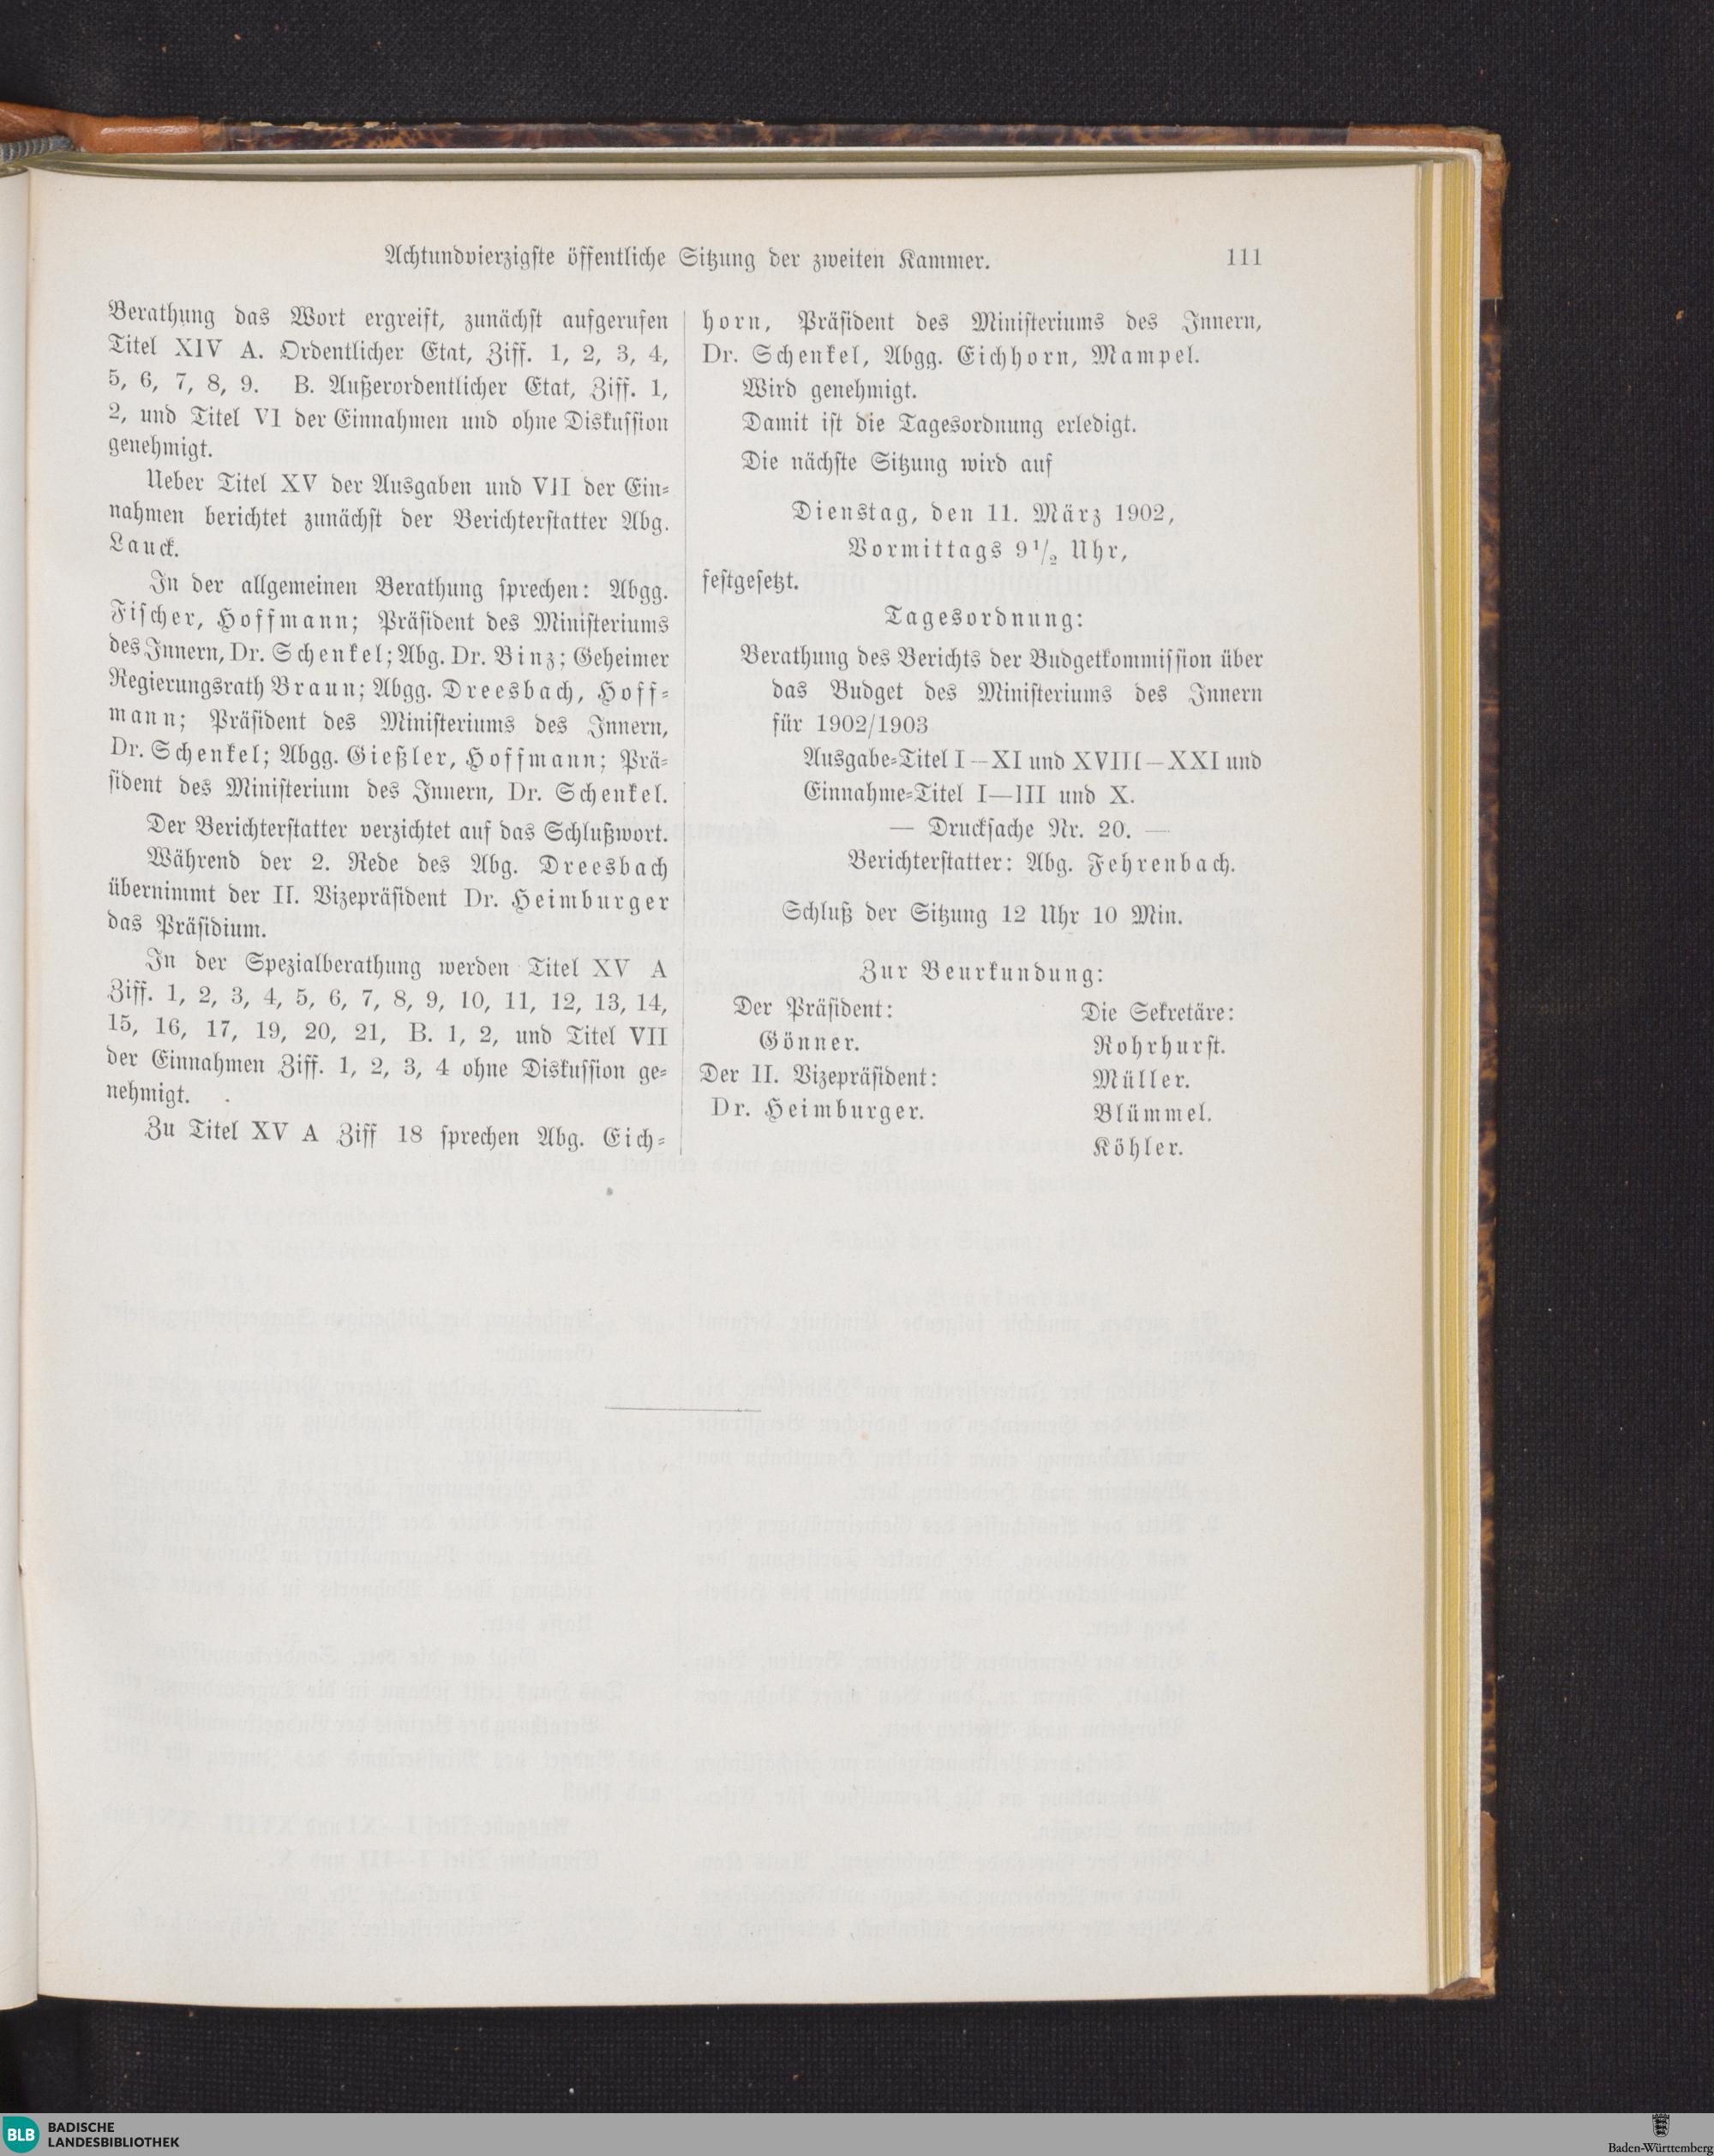 Achtundvierzigste öffentliche Sitzung der zweiten Kammer. 111
Berathung das Wort ergreift, zunächst aufgerufen
Titel XIV A. Ordentlicher Etat, Ziff. 1, 2, 3, 4,
5, 6, 7, 8, 9. B. Außerordentlicher Etat, Ziff. 1,
2, und Titel VI der Einnahmen und ohne Diskussion
genehmigt.
Ueber Titel XV der Ausgaben und VII der Ein-
nahmen berichtet zunächst der Berichterstatter Abg.
Lauck.
In der allgemeinen Berathung sprechen: Abgg.
Fischer, Hoffmann; Präsident des Ministeriums
des Innern, Dr. Schenkel; Abg. Dr. Binz; Geheimer
Regierungsrath Braun; Abgg. Dreesbach, Hoff-
mann; Präsident des Ministeriums des Innern,
Dr. Schenkel; Abgg. Gießler, Hoffmann; Prä-
sident des Ministerium des Innern, Dr. Schenkel.
Der Berichterstatter verzichtet auf das Schlußwort.
Während der 2. Rede des Abg. Dreesbach
übernimmt der II. Vizepräsident Dr. Heimburger
das Präsidium.
In der Spezialberathung werden Titel XV A
Ziff. 1, 2, 3, 4, 5, 6, 7, 8, 9, 10, 11, 12, 13, 14,
15, 16, 17, 19, 20, 21, B. 1, 2, und Titel VII
der Einnahmen Ziff. 1, 2, 3, 4 ohne Diskussion ge-
nehmigt.
Zu Titel XV A Ziff 18 sprechen Abg. Eich-
horn, Präsident des Ministeriums des Innern,
Dr. Schenkel, Abgg. Eichhorn, Mampel.
Wird genehmigt.
Damit ist die Tagesordnung erledigt.
Die nächste Sitzung wird auf
Dienstag, den 11. März 1902,
Vormittags 9 1/2 Uhr,
festgesetzt.
Tagesordnung:
Berathung des Berichts der Budgetkommission über
das Budget des Ministeriums des Innern
für 1902/1903
Ausgabe-Titel I—XI und XVIII—XXI und
Einnahme-Titel I—III und X.
— Drucksache Nr. 20. —
Berichterstatter: Abg. Fehrenbach.
Schluß der Sitzung 12 Uhr 10 Min.
Zur Beurkundung:
Der Präsident: Die Sekretäre:
Gönner. Rohrhurst.
Der II. Vizepräsident: Müller.
Dr. Heimburger. Blümmel.
Köhler.
BLB BADISCHE
LANDESBIBLIOTHEK
Baden-Württemberg